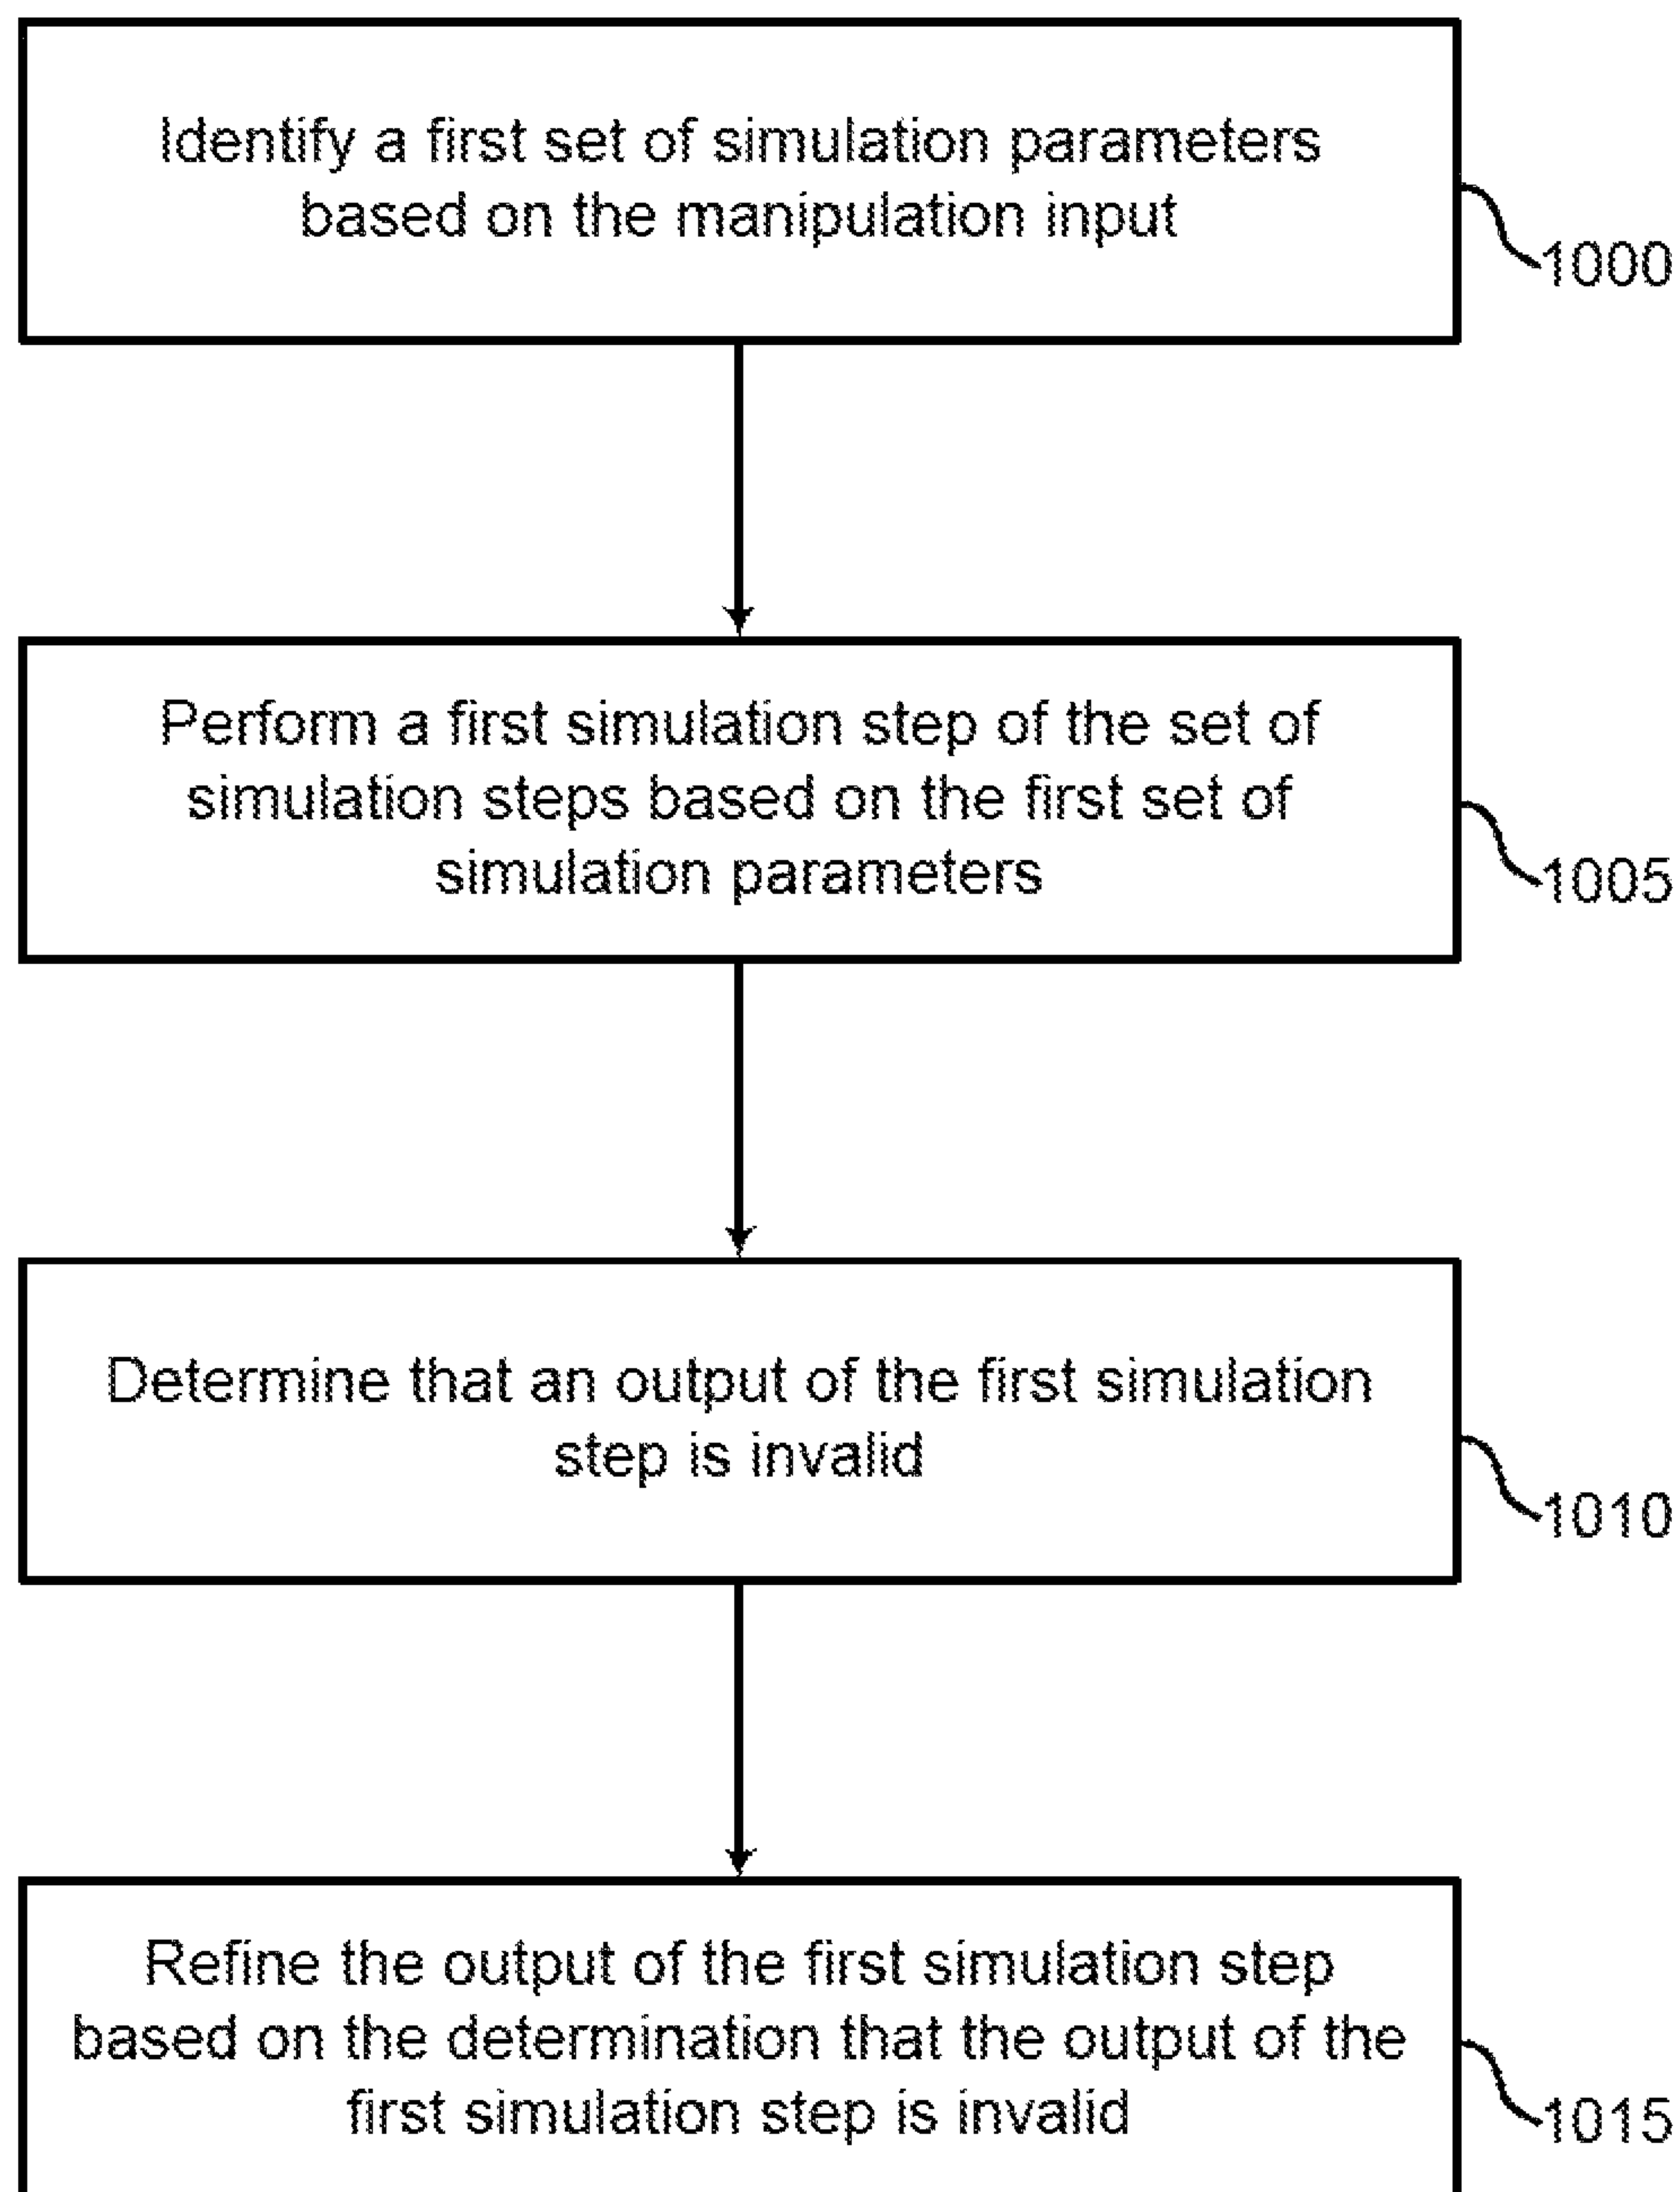 Identify a first set of simulation parameters
based on the manipulation input
1000
Perform a first simulation step of the set of
simulation steps based on the first set of
simulation parameters
1005
Determine that an output of the first simulation
step is invalid
1010
Refine the output of the first simulation step
based on the determination that the output of the
first simulation step is invalid
1015